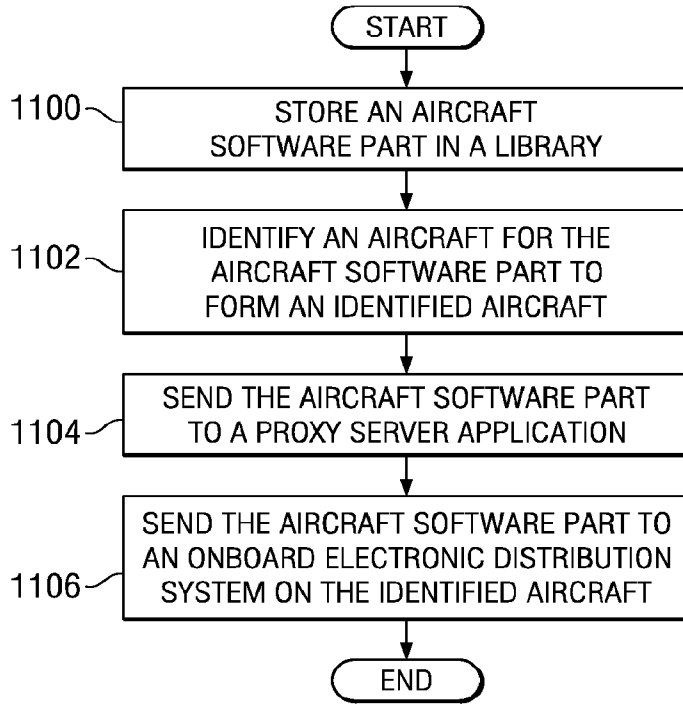 START
1100
STORE AN AIRCRAFT
SOFTWARE PART IN A LIBRARY
1102
IDENTIFY AN AIRCRAFT FOR THE
AIRCRAFT SOFTWARE PART TO
FORM AN IDENTIFIED AIRCRAFT
1104
SEND THE AIRCRAFT SOFTWARE PART
TO A PROXY SERVER APPLICATION
1106
SEND THE AIRCRAFT SOFTWARE PART TO
AN ONBOARD ELECTRONIC DISTRIBUTION
SYSTEM ON THE IDENTIFIED AIRCRAFT
END